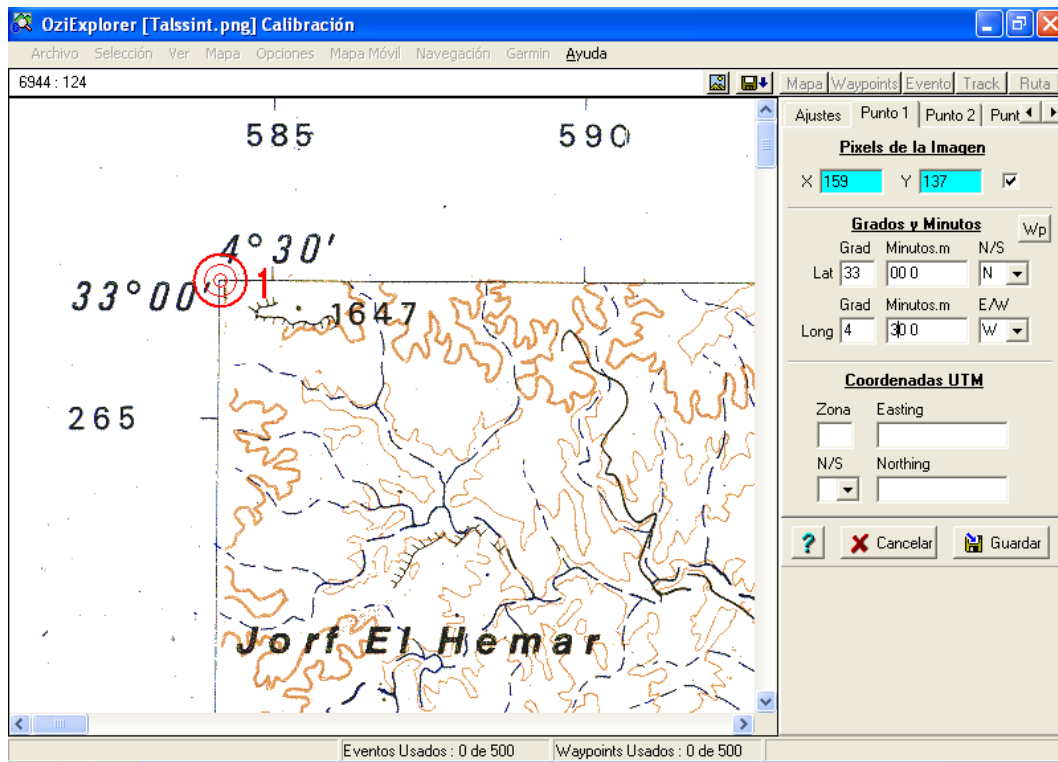 OziExplorer [Talssint.png] Calibración
Archivo Selección Ver Mapa Opciones Mapa Móvil Navegación Garmin Ayuda
6944 : 124
Mapa Waypoints Evento Track Ruta
Ajustes Punto 1 Punto 2 Punt
Pixels de la Imagen
X 159 Y 137
Grados y Minutos
Wp
Grad Minutos.m N/S
Lat 33 00 0 N
Grad Minutos.m E/W
Long 4 30 0 W
Coordenadas UTM
Zona Easting
N/S Northing
? Cancelar Guardar
585 590
4°30'
33°00' 1
1647
265
Jorf El Hemar
Eventos Usados : 0 de 500 Waypoints Usados : 0 de 500